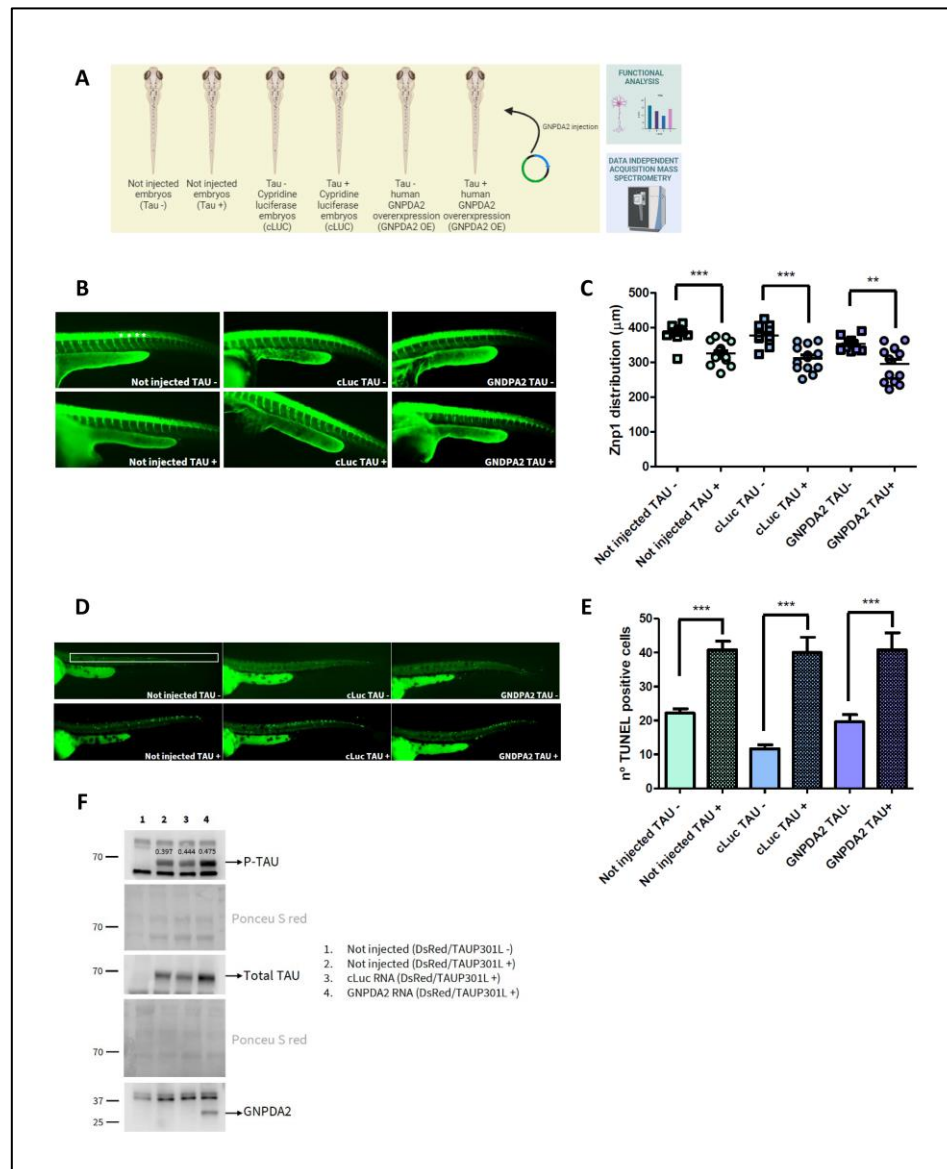 A
Not injected
embryos
(Tau -)
Not injected
embryos
(Tau +)
Tau -
Cypridine
luciferase
embryos
(cLUC)
Tau +
Cypridine
luciferase
embryos
(cLUC)
Tau -
human
GNPDA2
overerxpression
(GNPDA2 OE)
Tau +
human
GNPDA2
overerxpression
(GNPDA2 OE)
GNPDA2 injection
FUNCTIONAL
ANALYSIS
DATA INDEPENDENT
ACQUISITION MASS
SPECTROMETRY
B
Not injected TAU -
cLuc TAU -
GNDPA2 TAU -
Not injected TAU +
cLuc TAU +
GNDPA2 TAU +
C
*** *** **
Znp1 distribution (μm)
500
400
300
200
100
0
Not injected TAU -
Not injected TAU +
cLuc TAU -
cLuc TAU +
GNPDA2 TAU-
GNPDA2 TAU+
D
Not injected TAU -
cLuc TAU -
GNDPA2 TAU -
Not injected TAU +
cLuc TAU +
GNDPA2 TAU +
E
*** *** ***
nº TUNEL positive cells
50
40
30
20
10
0
Not injected TAU -
Not injected TAU +
cLuc TAU -
cLuc TAU +
GNPDA2 TAU-
GNPDA2 TAU+
F
1 2 3 4
0.397 0.444 0.475
70
P-TAU
Ponceu S red
70
70
Total TAU
Ponceu S red
70
37
GNPDA2
25
1. Not injected (DsRed/TAUP301L -)
2. Not injected (DsRed/TAUP301L +)
3. cLuc RNA (DsRed/TAUP301L +)
4. GNPDA2 RNA (DsRed/TAUP301L +)